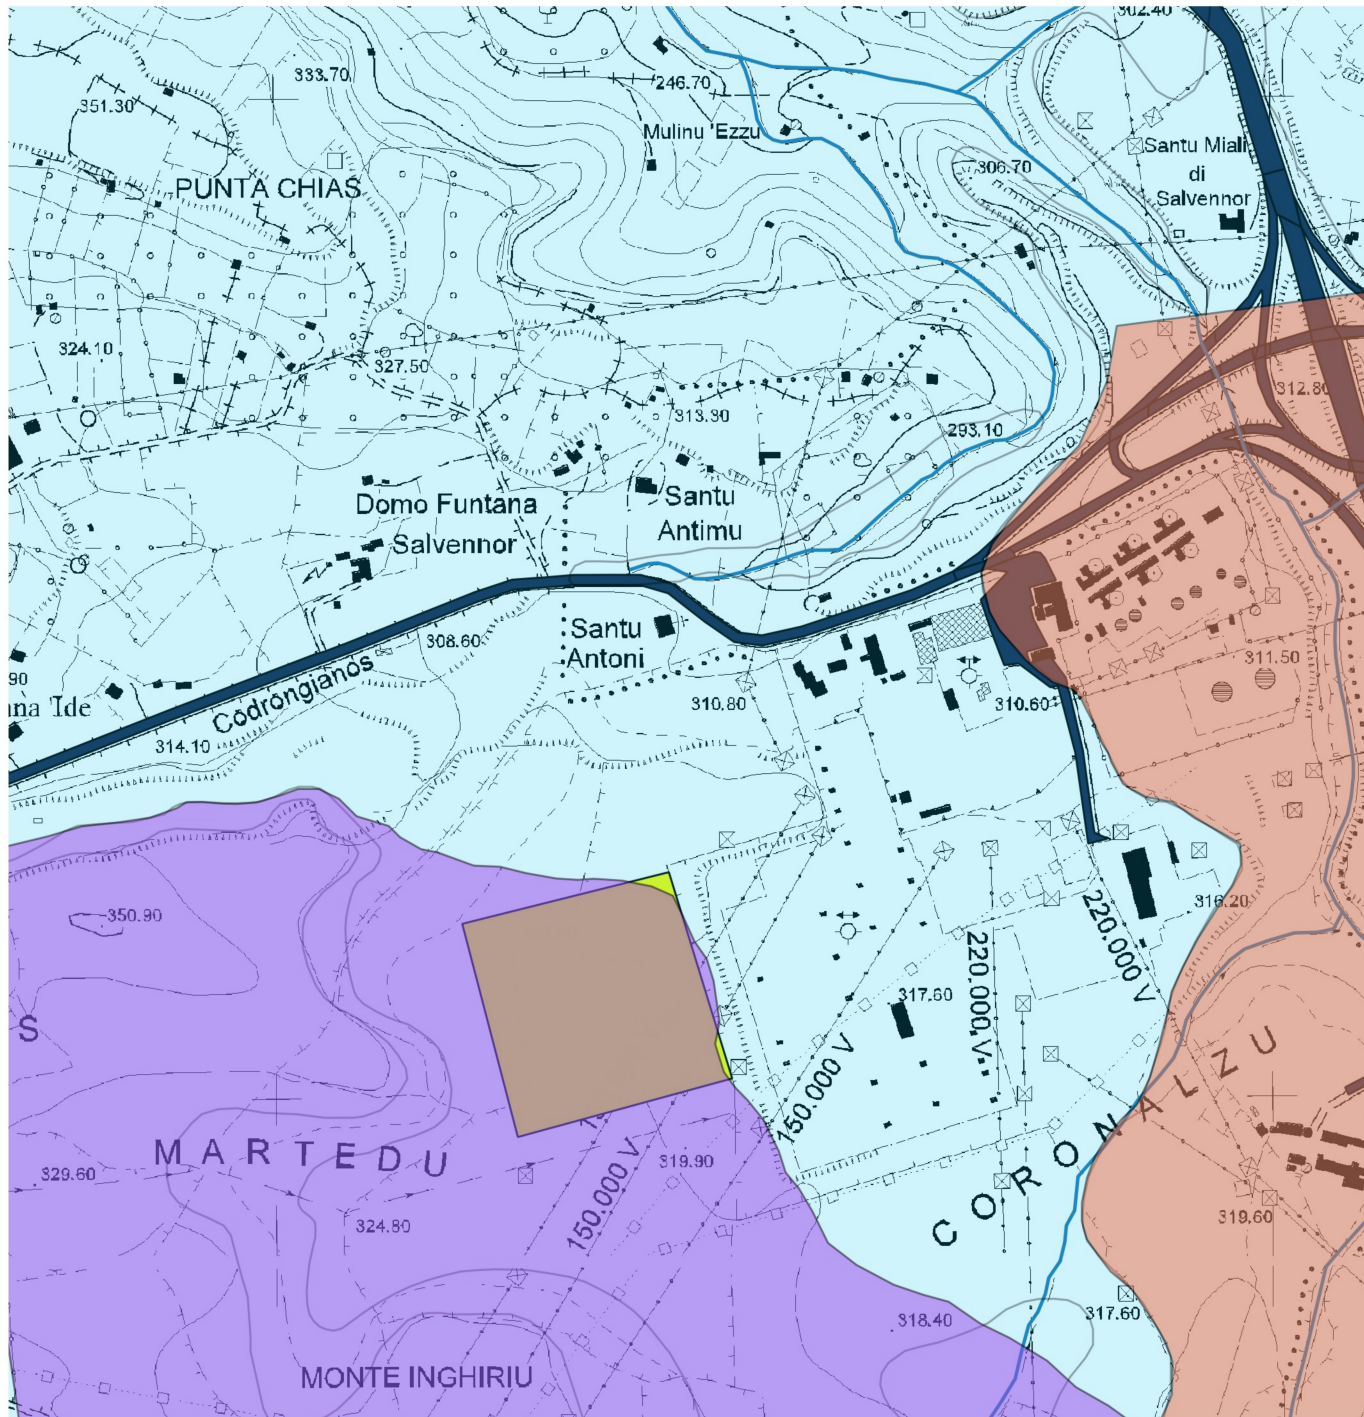 302.40
333.70
246.70
351.30
Mulinu 'Ezzu
Santu Miali
di
Salvennor
306.70
PUNTA CHIAS
324.10
327.50
312.80
313.30
293.10
Domo Funtana
Salvennor
Santu
Antimu
Santu
Antoni
308.60
311.50
90
na Ide
Codrongianos
314.10
310.80
310.60
350.90
316.20
220.000 V
220.000 V
317.60
S
150.000 V
MARTEDU
CORONALZU
329.60
319.90
150.000 V
324.80
319.60
317.60
318.40
MONTE INGHIRIU